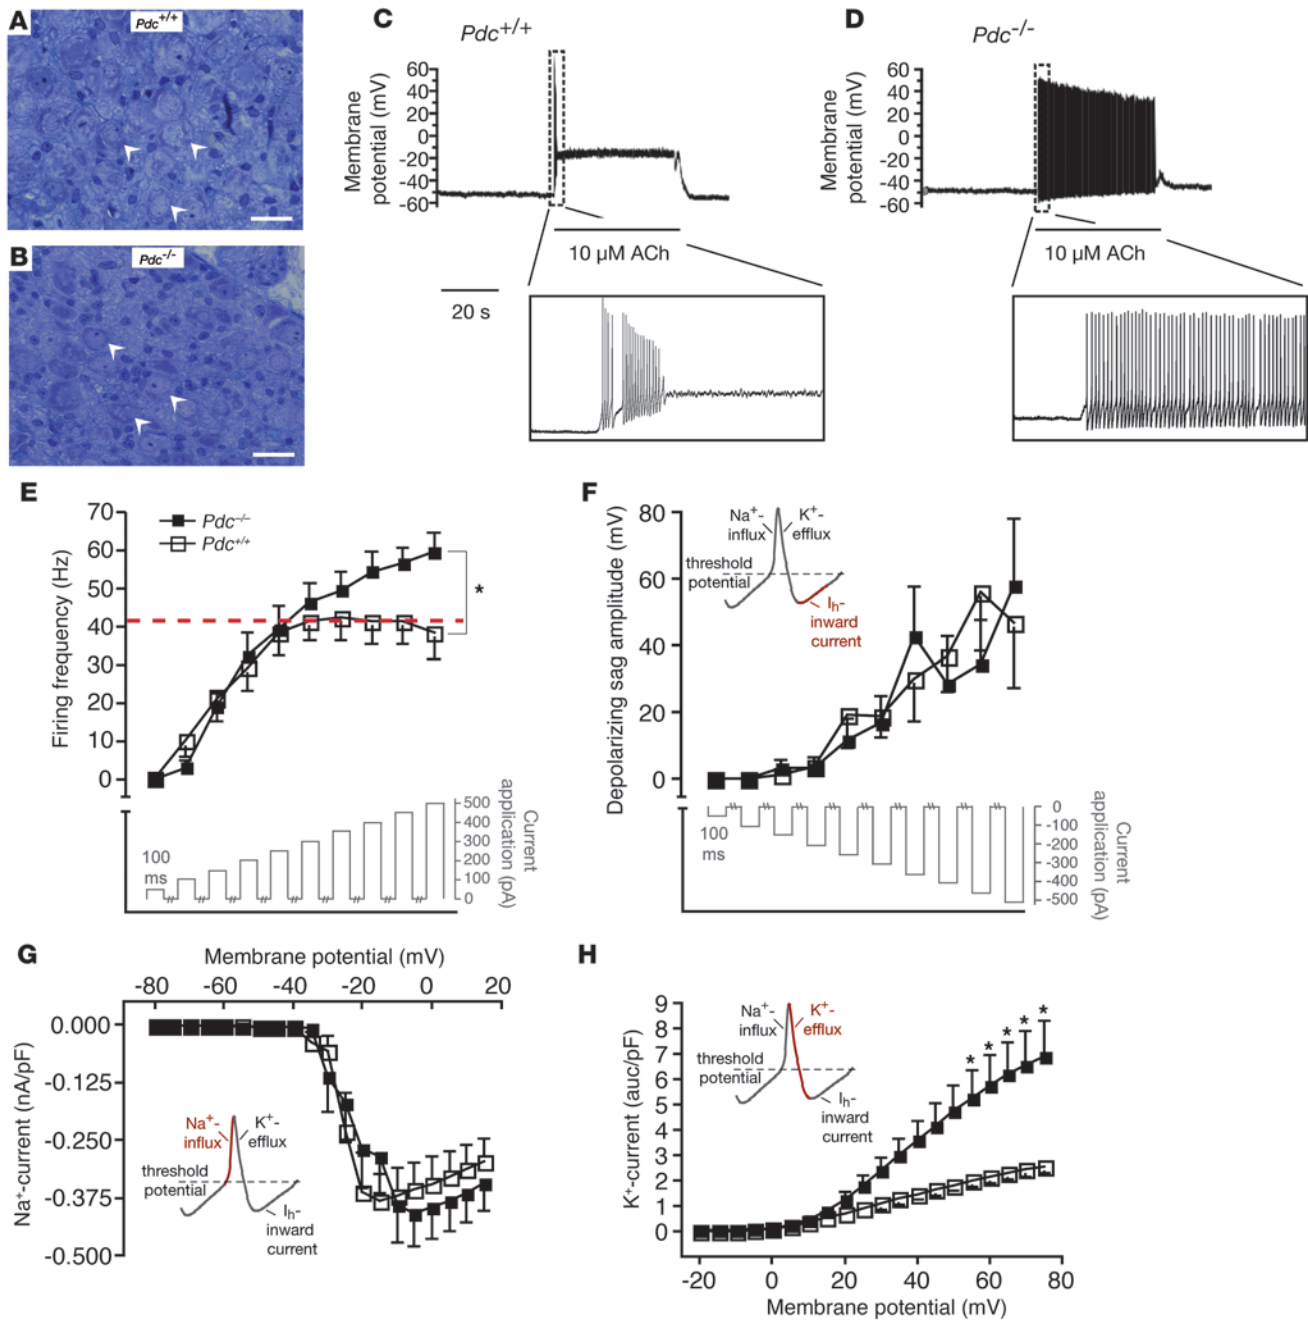 A
Pdc+/+
B
Pdc-/-
C
Pdc+/+
Membrane
potential (mV)
60
40
20
0
-20
-40
-60
10 µM ACh
20 s
D
Pdc-/-
Membrane
potential (mV)
60
40
20
0
-20
-40
-60
10 µM ACh
E
Firing frequency (Hz)
70
60
50
40
30
20
10
0
Pdc-/-
Pdc+/+
*
100
ms
500
400
300
200
100
0
Current
application (pA)
F
Depolarizing sag amplitude (mV)
80
60
40
20
0
Na+-
influx
K+-
efflux
threshold
potential
Ih-
inward
current
100
ms
0
-100
-200
-300
-400
-500
Current
application (pA)
G
Membrane potential (mV)
-80 -60 -40 -20 0 20
Na+-current (nA/pF)
0.000
-0.125
-0.250
-0.375
-0.500
Na+-
influx
K+-
efflux
threshold
potential
Ih-
inward
current
H
K+-current (auc/pF)
9
8
7
6
5
4
3
2
1
0
Na+-
influx
K+-
efflux
threshold
potential
Ih-
inward
current
* * * * *
-20 0 20 40 60 80
Membrane potential (mV)